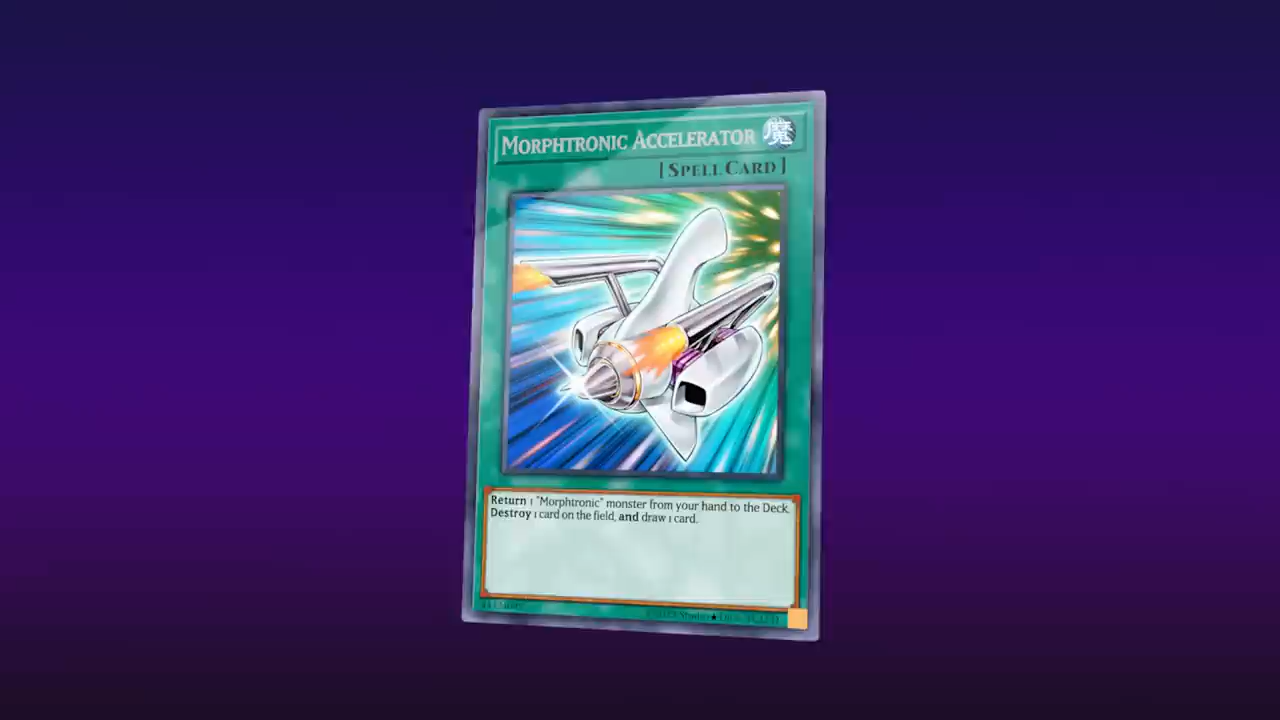 MORPHTRONIC ACCELERATOR 魔
[SPELL CARD]
Return 1 "Morphtronic" monster from your hand to the Deck.
Destroy 1 card on the field, and draw 1 card.